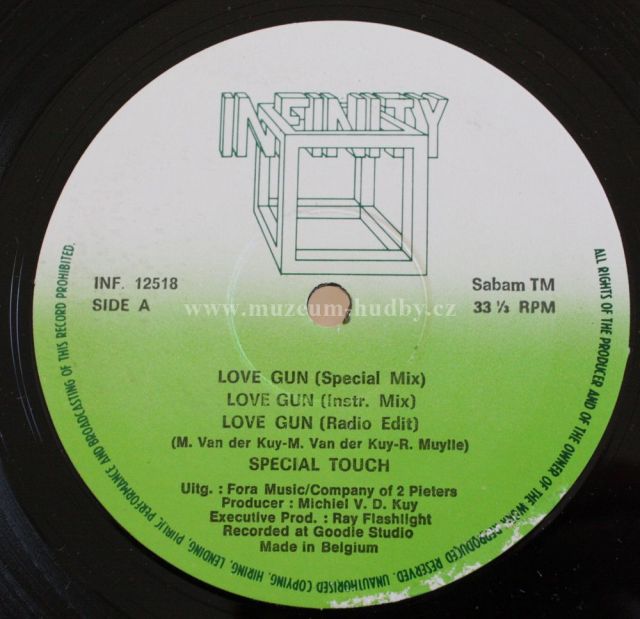 INFINITY
INF. 12518
SIDE A
Sabam TM
33 ⅓ RPM
www.muzeum-hudby.cz
LOVE GUN (Special Mix)
LOVE GUN (Instr. Mix)
LOVE GUN (Radio Edit)
(M. Van der Kuy-M. Van der Kuy-R. Muylle)
SPECIAL TOUCH
Uitg. : Fora Music/Company of 2 Pieters
Producer : Michiel V. D. Kuy
Executive Prod. : Ray Flashlight
Recorded at Goodie Studio
Made in Belgium
ALL RIGHTS OF THE PRODUCER AND OF THE OWNER OF THE WORK REPRODUCED RESERVED. UNAUTHORISED COPYING, HIRING, LENDING, PUBLIC PERFORMANCE AND BROADCASTING OF THIS RECORD PROHIBITED.